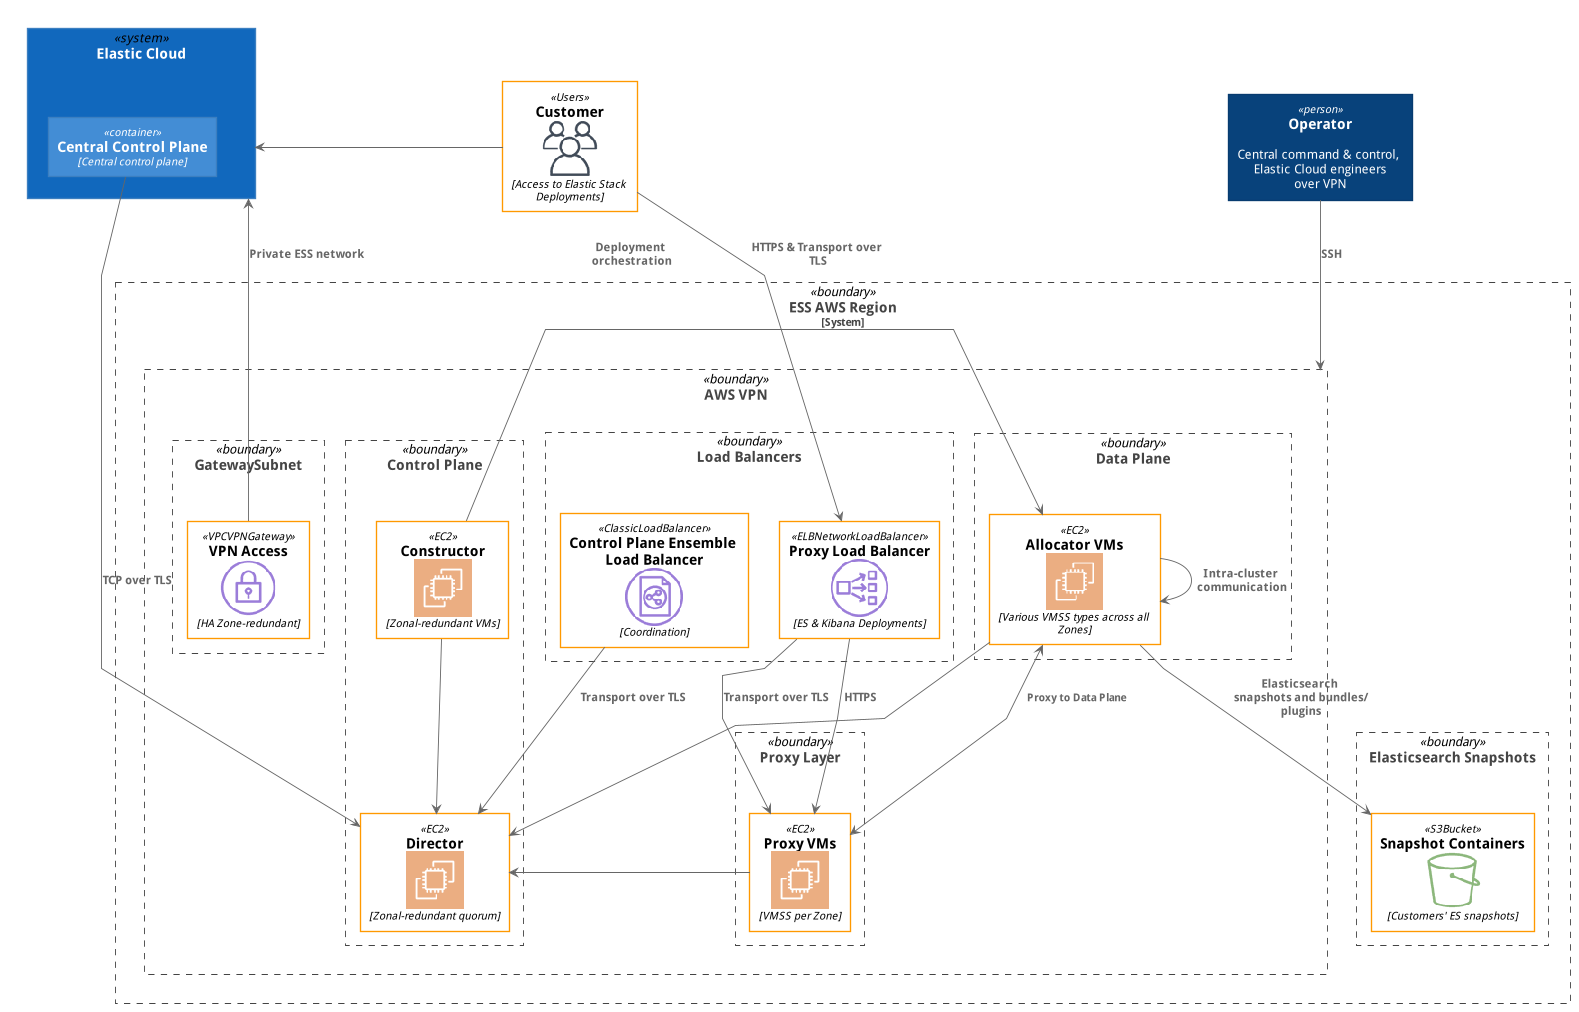 «system»
Elastic Cloud
«container»
Central Control Plane
[Central control plane]
«Users»
Customer
[Access to Elastic Stack
Deployments]
«person»
Operator
Central command & control,
Elastic Cloud engineers
over VPN
Private ESS network
Deployment
orchestration
HTTPS & Transport over
TLS
SSH
«boundary»
ESS AWS Region
[System]
«boundary»
AWS VPN
«boundary»
GatewaySubnet
«boundary»
Control Plane
«boundary»
Load Balancers
«boundary»
Data Plane
«VPCVPNGateway»
VPN Access
[HA Zone-redundant]
«EC2»
Constructor
[Zonal-redundant VMs]
«ClassicLoadBalancer»
Control Plane Ensemble
Load Balancer
[Coordination]
«ELBNetworkLoadBalancer»
Proxy Load Balancer
[ES & Kibana Deployments]
«EC2»
Allocator VMs
[Various VMSS types across all
Zones]
Intra-cluster
communication
TCP over TLS
Transport over TLS
Transport over TLS
HTTPS
Proxy to Data Plane
Elasticsearch
snapshots and bundles/
plugins
«boundary»
Proxy Layer
«boundary»
Elasticsearch Snapshots
«EC2»
Director
[Zonal-redundant quorum]
«EC2»
Proxy VMs
[VMSS per Zone]
«S3Bucket»
Snapshot Containers
[Customers' ES snapshots]